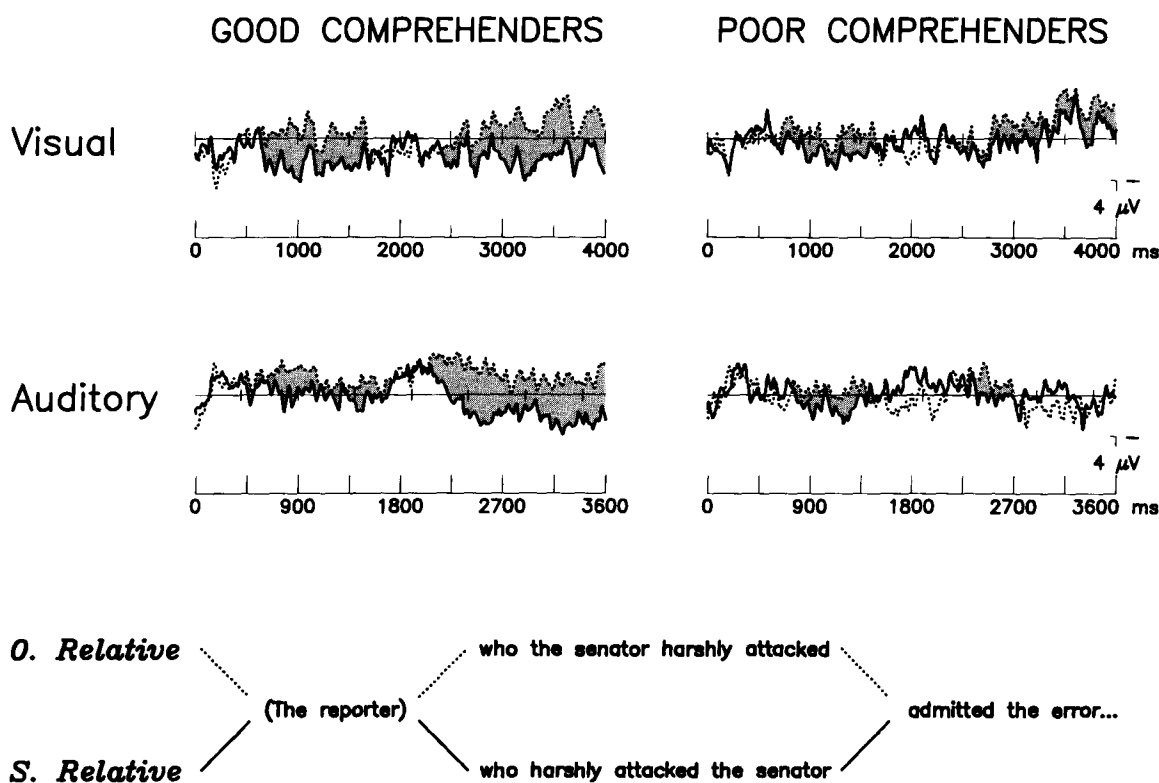 GOOD COMPREHENDERS POOR COMPREHENDERS
Visual
4 μV
0 1000 2000 3000 4000 0 1000 2000 3000 4000 ms
Auditory
4 μV
0 900 1800 2700 3600 0 900 1800 2700 3600 ms
O. Relative who the senator harshly attacked
(The reporter) admitted the error...
S. Relative who harshly attacked the senator